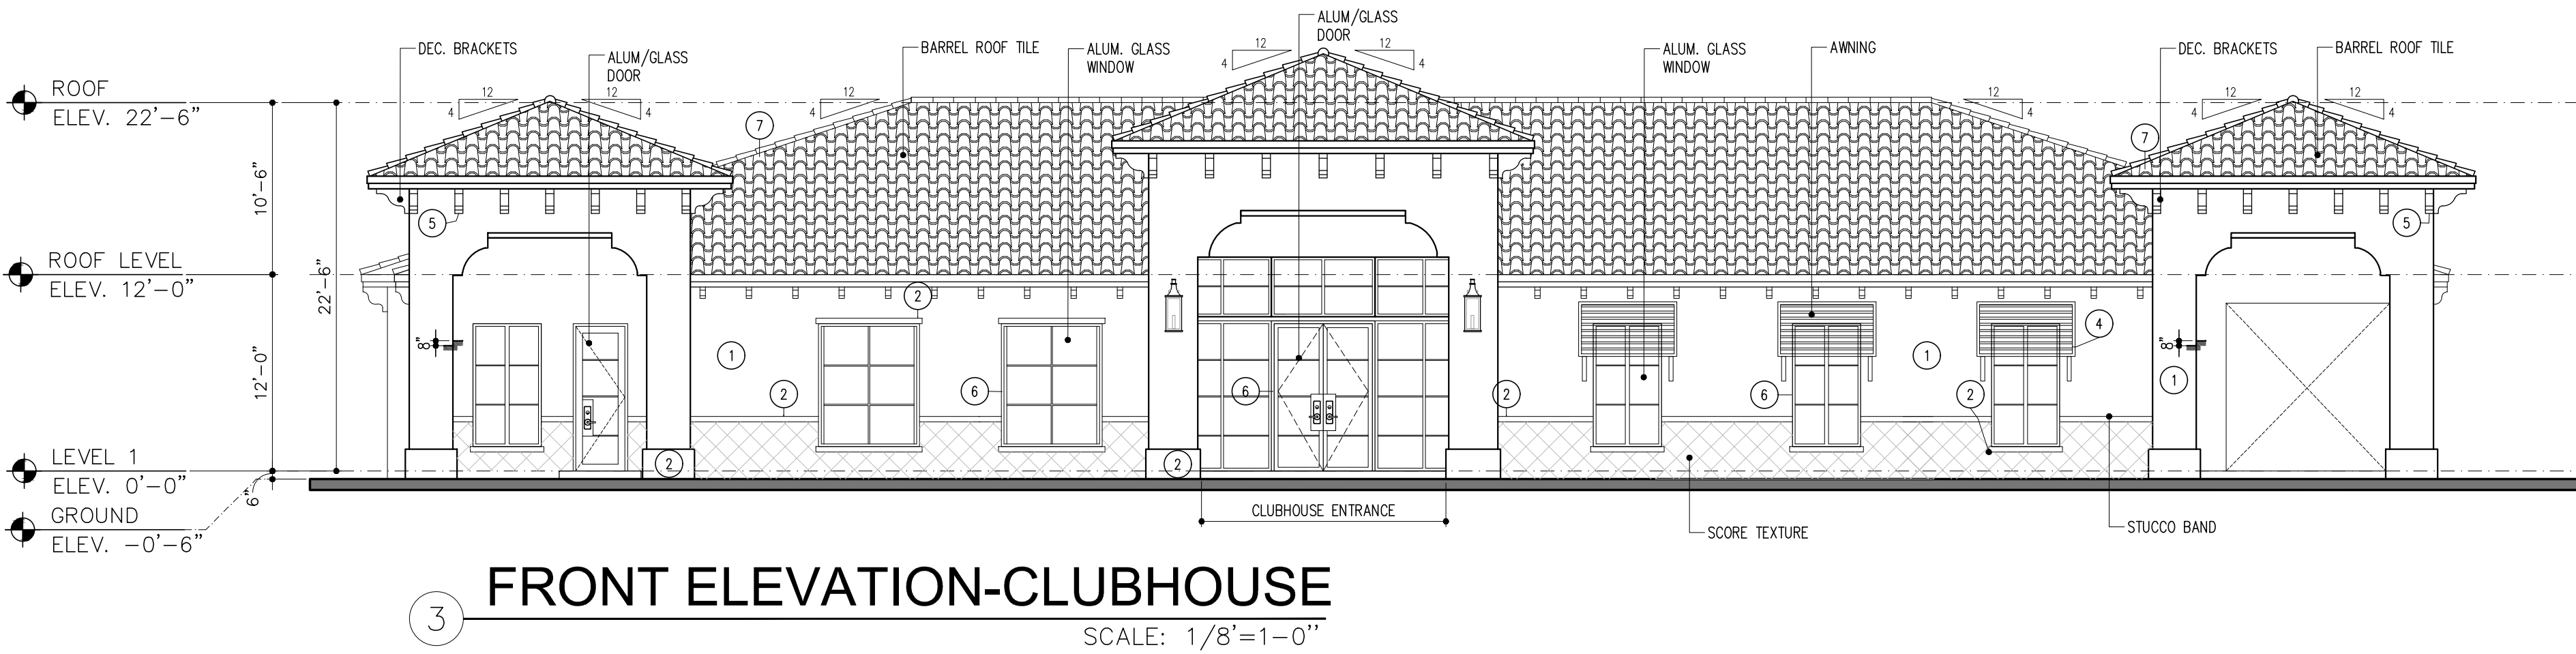 ALUM/GLASS
DOOR
DEC. BRACKETS
ALUM/GLASS
DOOR
BARREL ROOF TILE
ALUM. GLASS
WINDOW
ALUM. GLASS
WINDOW
AWNING
DEC. BRACKETS
BARREL ROOF TILE
12 12
4 4
12 12
4 4
12
4
12
4
12 12
4 4
ROOF
ELEV. 22'-6"
7
7
10'-6"
5
5
ROOF LEVEL
ELEV. 12'-0"
22'-6"
2
8"
1
4
1
8"
12'-0"
1
2
6
6
2
6
2
LEVEL 1
ELEV. 0'-0"
2
2
6"
GROUND
ELEV. -0'-6"
CLUBHOUSE ENTRANCE
SCORE TEXTURE
STUCCO BAND
3
FRONT ELEVATION-CLUBHOUSE
SCALE: 1/8'=1-0''